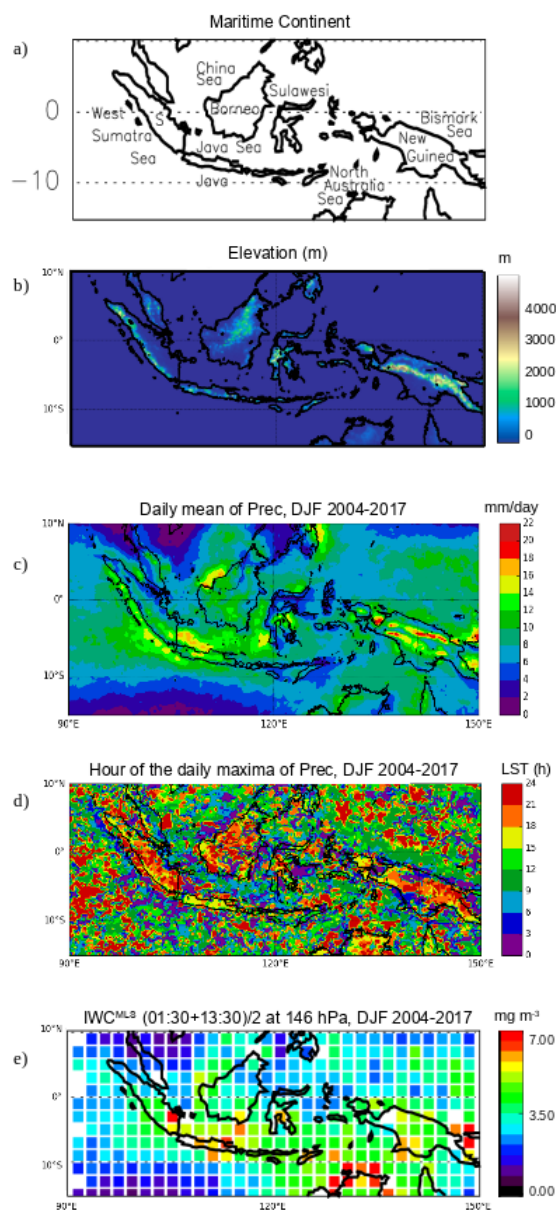 Maritime Continent
a)
China
Sea
Sulawesi
0
West
S
Borneo
Bismark
Sea
Sumatra
Sea
Java Sea
New
Guinea
-10
Java
North
Australia
Sea
Elevation (m)
m
b)
10°N
0°
10°S
4000
3000
2000
1000
0
Daily mean of Prec, DJF 2004-2017
mm/day
c)
10°N
0°
10°S
90°E
120°E
150°E
22
20
18
16
14
12
10
8
6
4
2
0
Hour of the daily maxima of Prec, DJF 2004-2017
LST (h)
d)
10°N
0°
10°S
90°E
120°E
150°E
24
21
18
15
12
9
6
3
0
IWCᴹᴸˢ (01:30+13:30)/2 at 146 hPa, DJF 2004-2017
mg m⁻³
e)
10°N
0°
10°S
90°E
120°E
150°E
7.00
3.50
0.00